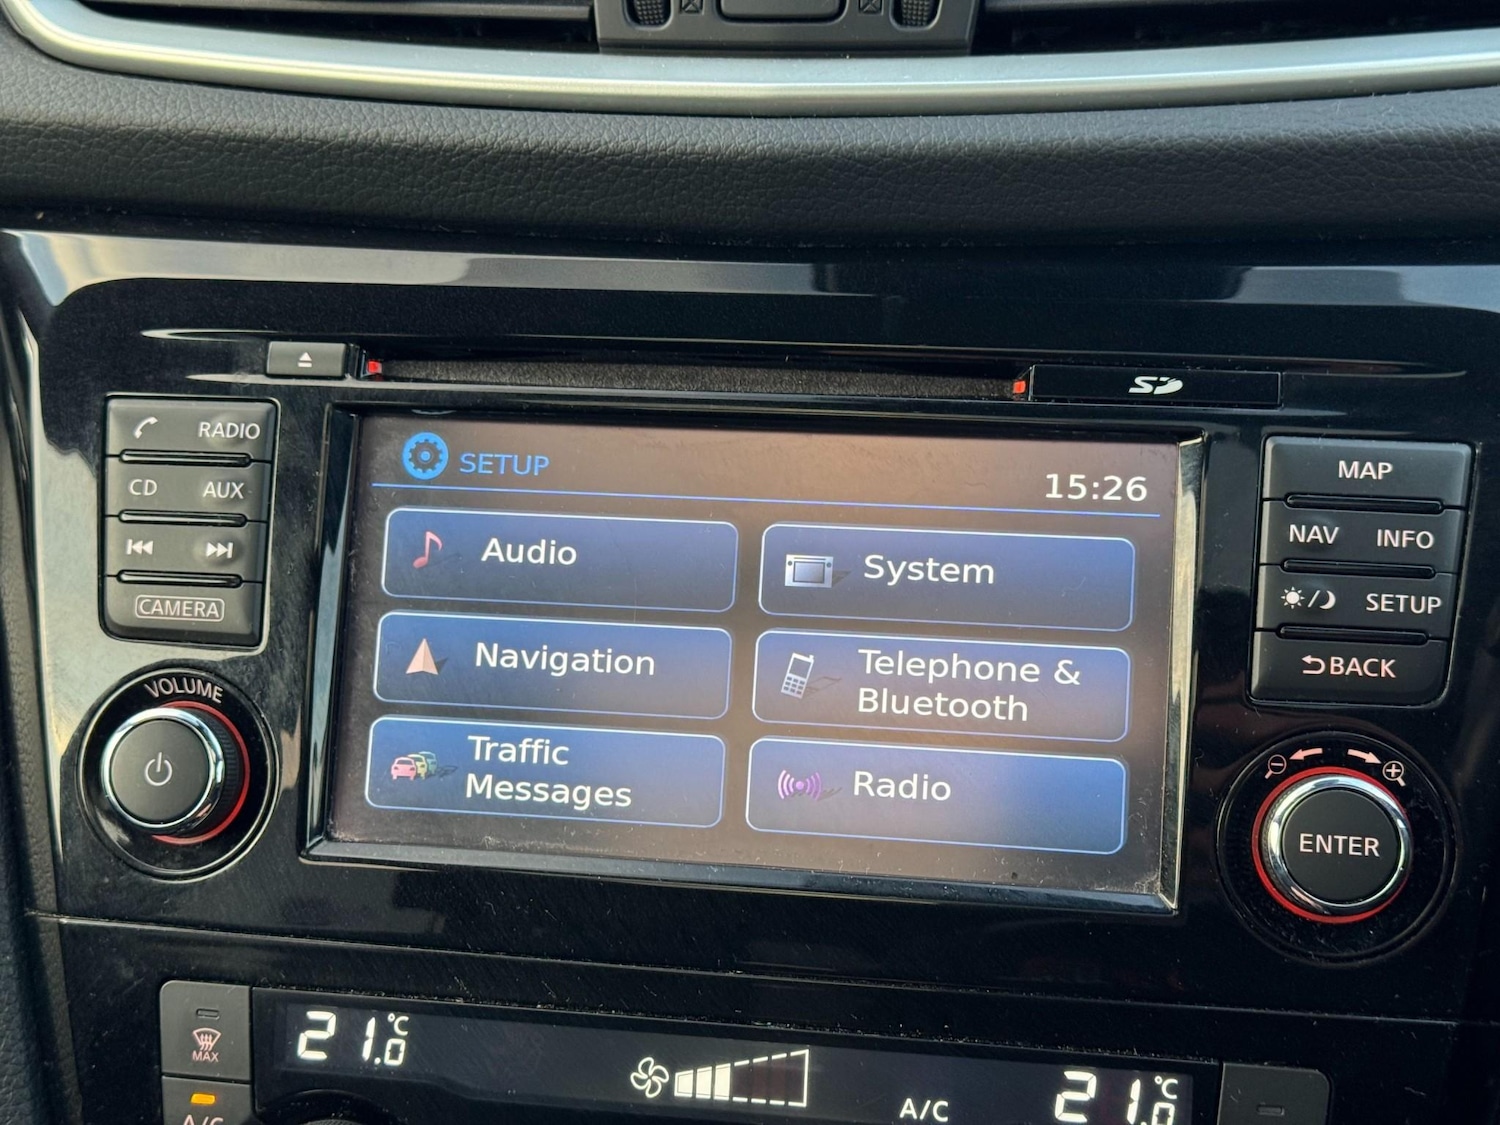 SD
RADIO
CD AUX
CAMERA
VOLUME
SETUP
15:26
Audio
System
Navigation
Telephone &
Bluetooth
Traffic
Messages
Radio
MAP
NAV INFO
SETUP
BACK
ENTER
MAX
A/C
21.0°C
A/C
21.0°C